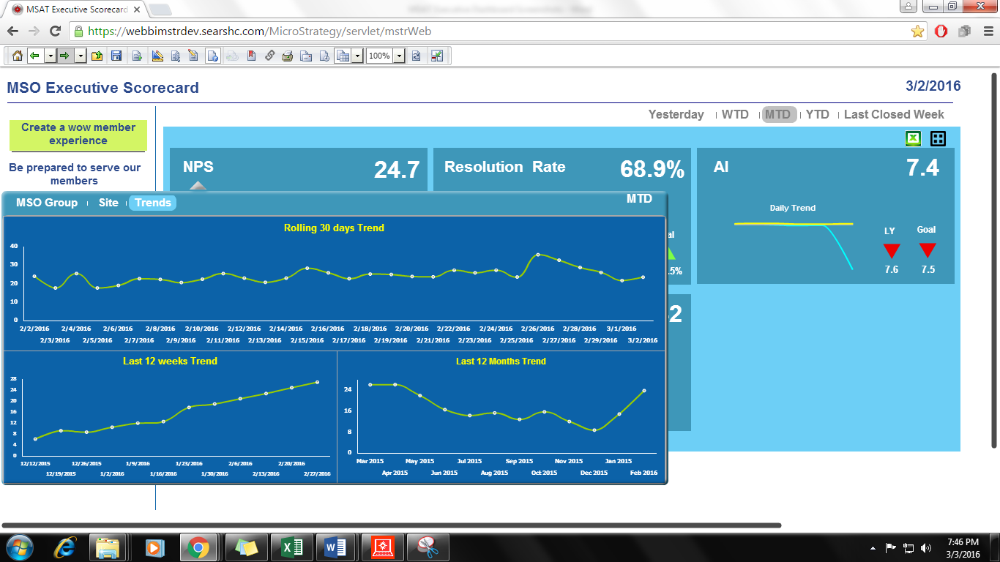 MSAT Executive Scorecard
https://webbimstrdev.searshc.com/MicroStrategy/servlet/mstrWeb
100%
MSO Executive Scorecard
3/2/2016
Yesterday WTD MTD YTD Last Closed Week
Create a wow member
experience
Be prepared to serve our
members
NPS 24.7
Resolution Rate 68.9%
AI 7.4
Daily Trend
LY Goal
7.6 7.5
al
.5%
2
MSO Group Site Trends MTD
Rolling 30 days Trend
40
30
20
10
0
2/2/2016 2/4/2016 2/6/2016 2/8/2016 2/10/2016 2/12/2016 2/14/2016 2/16/2016 2/18/2016 2/20/2016 2/22/2016 2/24/2016 2/26/2016 2/28/2016 3/1/2016
2/3/2016 2/5/2016 2/7/2016 2/9/2016 2/11/2016 2/13/2016 2/15/2016 2/17/2016 2/19/2016 2/21/2016 2/23/2016 2/25/2016 2/27/2016 2/29/2016 3/2/2016
Last 12 weeks Trend
28
24
20
16
12
8
4
0
12/12/2015 12/26/2015 1/9/2016 1/23/2016 2/6/2016 2/20/2016
12/19/2015 1/2/2016 1/16/2016 1/30/2016 2/13/2016 2/27/2016
Last 12 Months Trend
24
16
8
0
Mar 2015 May 2015 Jul 2015 Sep 2015 Nov 2015 Jan 2015
Apr 2015 Jun 2015 Aug 2015 Oct 2015 Dec 2015 Feb 2016
7:46 PM
3/3/2016